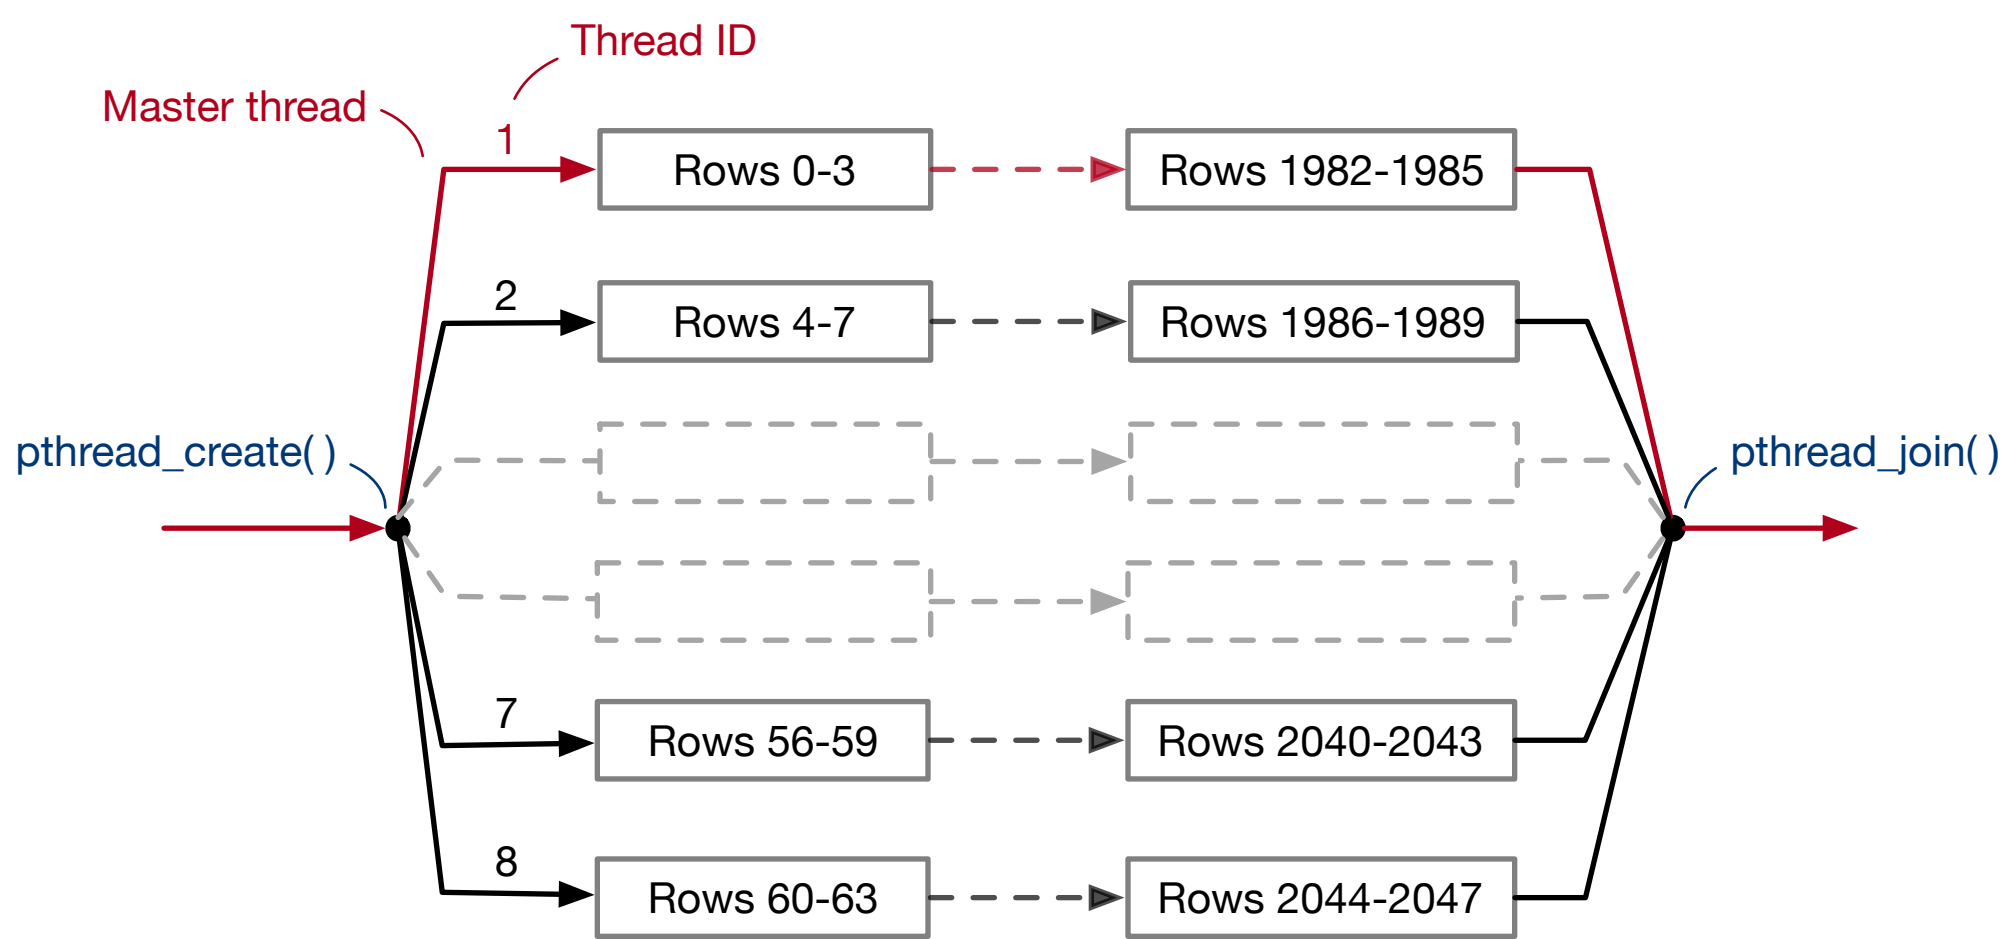 Thread ID
Master thread
1
Rows 0-3
Rows 1982-1985
2
Rows 4-7
Rows 1986-1989
pthread_create( )
pthread_join( )
7
Rows 56-59
Rows 2040-2043
8
Rows 60-63
Rows 2044-2047